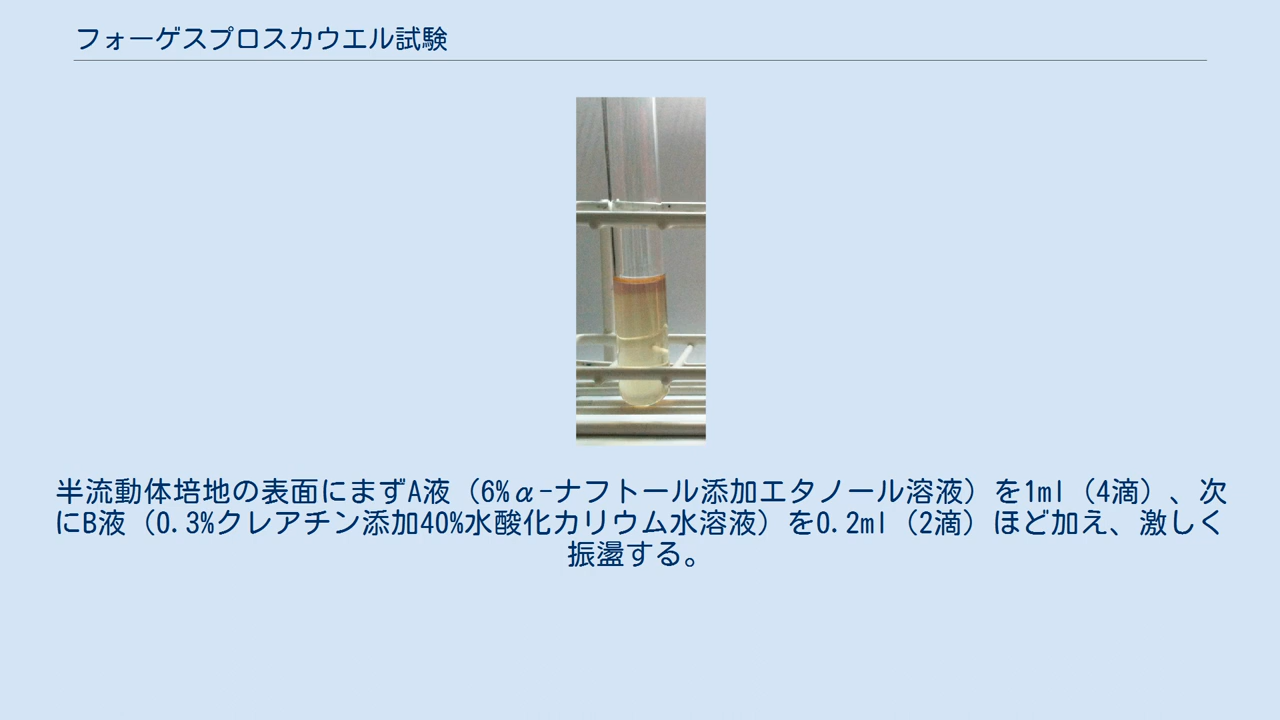 フォーゲスプロスカウエル試験
半流動体培地の表面にまずA液（6%α-ナフトール添加エタノール溶液）を1ml（4滴）、次
にB液（0.3%クレアチン添加40%水酸化カリウム水溶液）を0.2ml（2滴）ほど加え、激しく
振盪する。